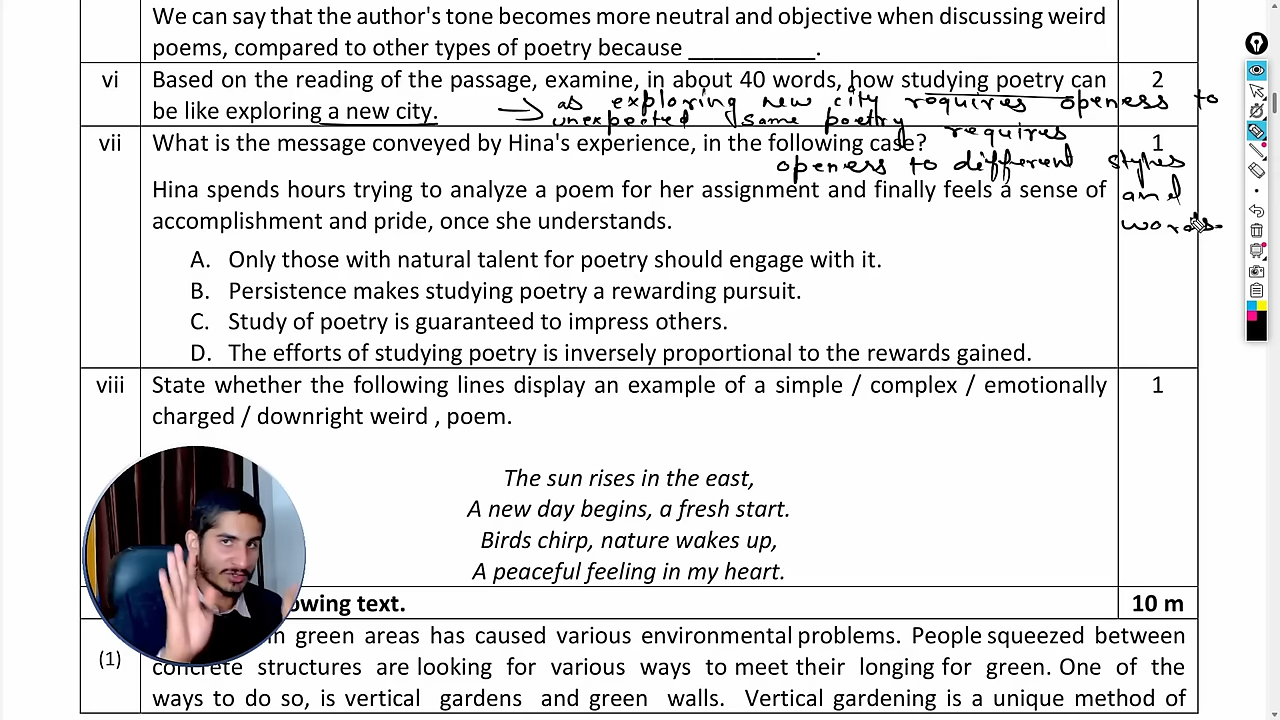 We can say that the author's tone becomes more neutral and objective when discussing weird
poems, compared to other types of poetry because ___________.
vi Based on the reading of the passage, examine, in about 40 words, how studying poetry can 2
be like exploring a new city.
→ as exploring new city requires openess to
unexpected same poetry requires
openess to different styles
and
words.
vii What is the message conveyed by Hina's experience, in the following case? 1
Hina spends hours trying to analyze a poem for her assignment and finally feels a sense of
accomplishment and pride, once she understands.
A. Only those with natural talent for poetry should engage with it.
B. Persistence makes studying poetry a rewarding pursuit.
C. Study of poetry is guaranteed to impress others.
D. The efforts of studying poetry is inversely proportional to the rewards gained.
viii State whether the following lines display an example of a simple / complex / emotionally 1
charged / downright weird , poem.
The sun rises in the east,
A new day begins, a fresh start.
Birds chirp, nature wakes up,
A peaceful feeling in my heart.
owing text. 10 m
(1) n green areas has caused various environmental problems. People squeezed between
concrete structures are looking for various ways to meet their longing for green. One of the
ways to do so, is vertical gardens and green walls. Vertical gardening is a unique method of